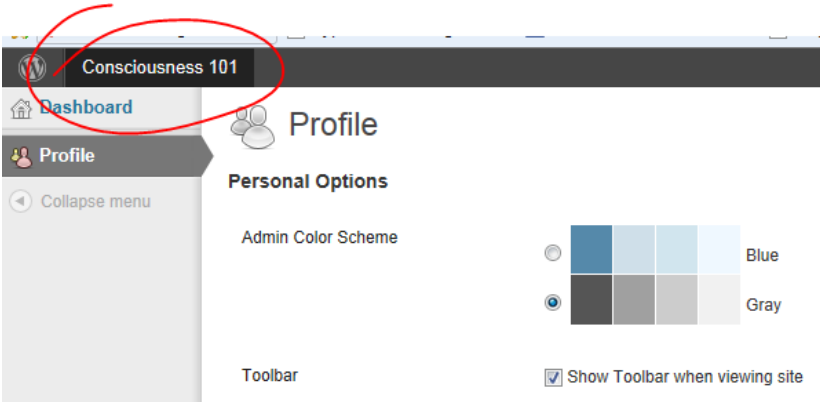 Consciousness 101
Dashboard
Profile
Collapse menu
Profile
Personal Options
Admin Color Scheme
Blue
Gray
Toolbar
Show Toolbar when viewing site